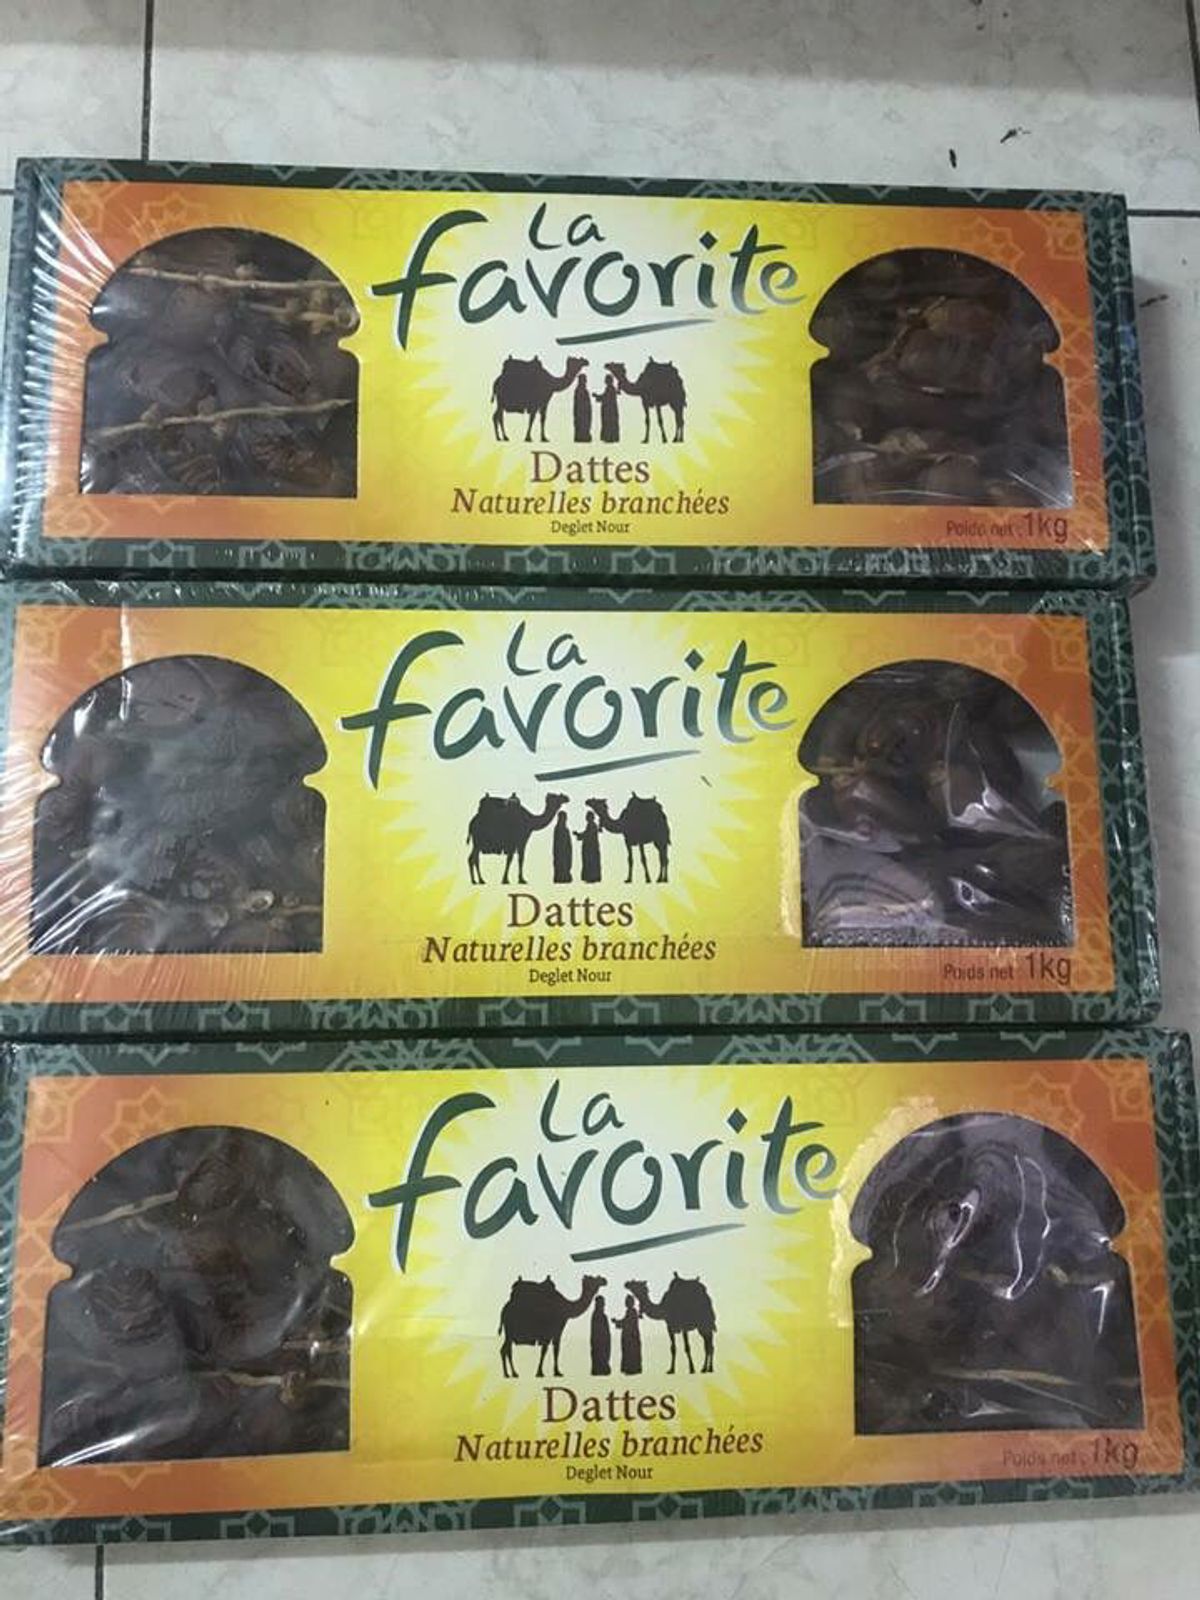 La
favorite
Dattes
Naturelles branchées
Deglet Nour
Poids net : 1kg
La
favorite
Dattes
Naturelles branchées
Deglet Nour
Poids net : 1kg
La
favorite
Dattes
Naturelles branchées
Deglet Nour
Poids net : 1kg